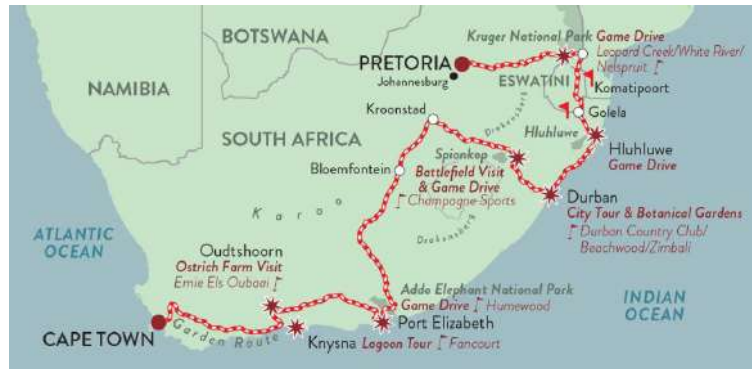 BOTSWANA
NAMIBIA
SOUTH AFRICA
ESWATINI
PRETORIA
Johannesburg
Kruger National Park Game Drive
Leopard Creek/White River/
Nelspruit
Komatipoort
Golela
Hluhluwe
Hluhluwe
Game Drive
Drakensberg
Kroonstad
Bloemfontein
Spionkop
Battlefield Visit
& Game Drive
Champagne Sports
Durban
City Tour & Botanical Gardens
Durban Country Club/
Beachwood/Zimbali
Drakensberg
Karoo
ATLANTIC
OCEAN
Oudtshoorn
Ostrich Farm Visit
Ernie Els Oubaai
Addo Elephant National Park
Game Drive Humewood
Port Elizabeth
INDIAN
OCEAN
CAPE TOWN
Garden Route
Knysna Lagoon Tour Fancourt